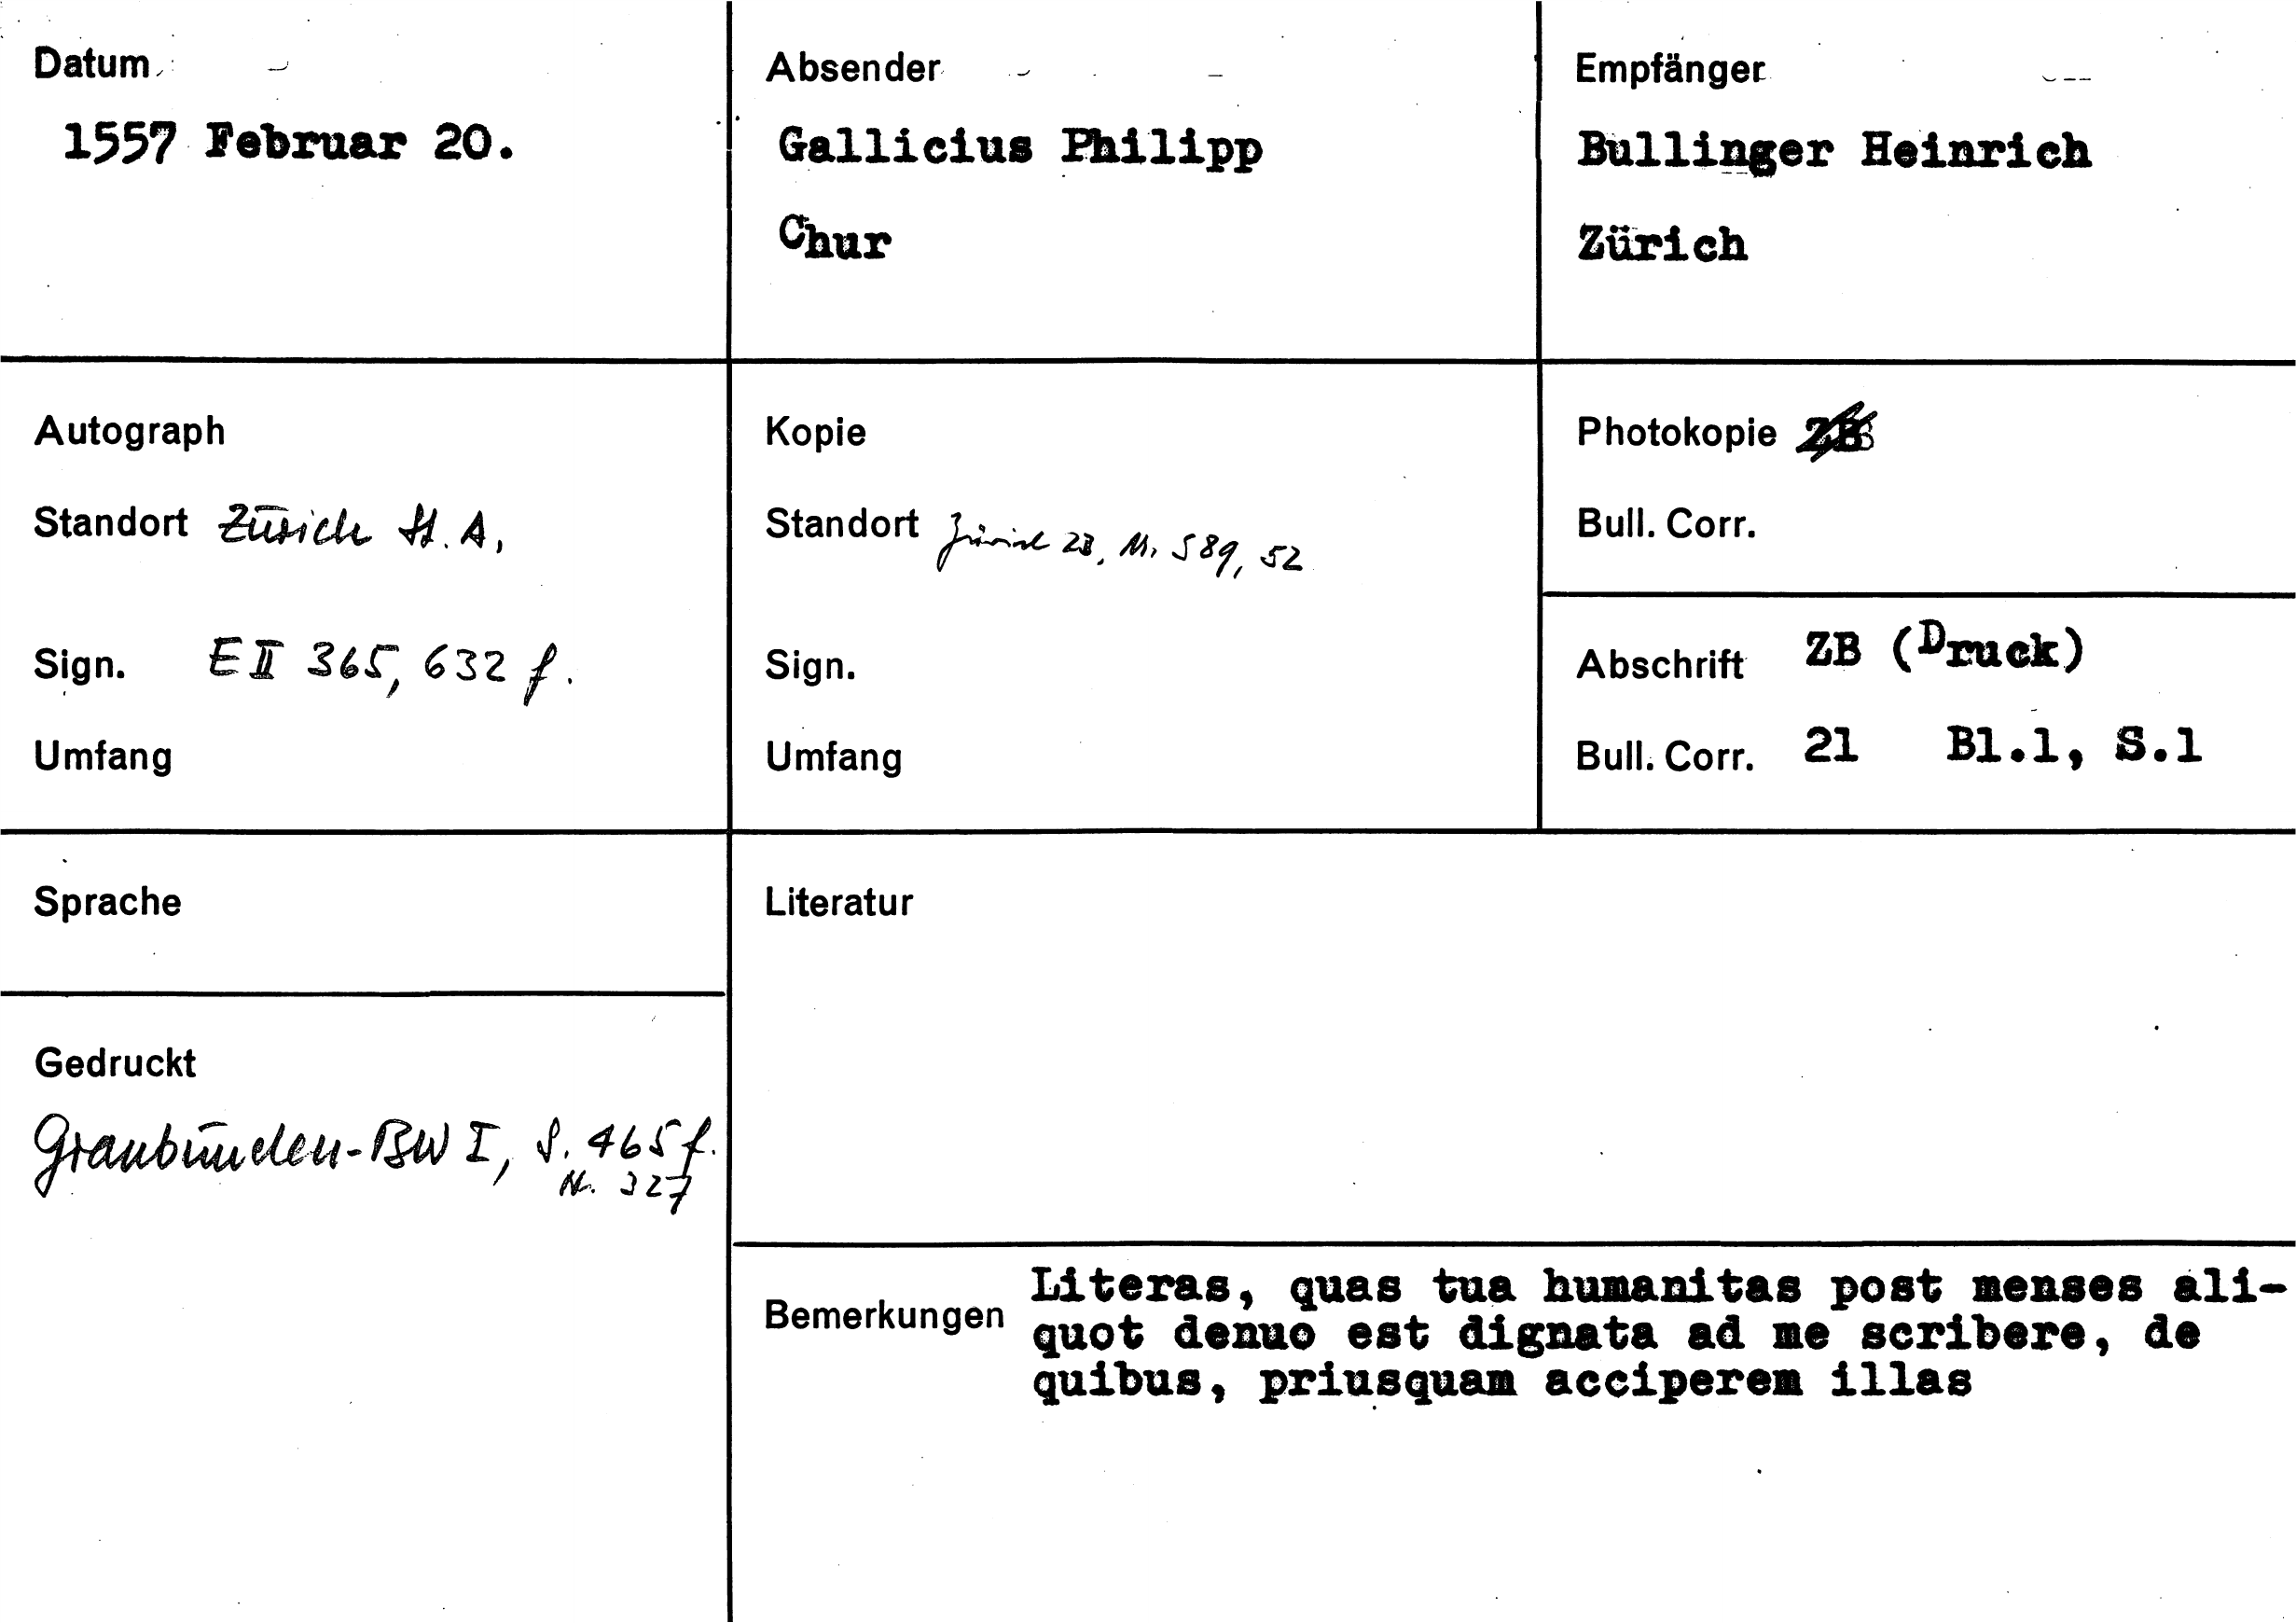 Datum
1557 Februar 20.
Absender
Gallicius Philipp
Chur
Empfänger
Bullinger Heinrich
Zürich
Autograph
Standort Zürich St. A.
Sign. E II 365, 632 f.
Umfang
Kopie
Standort Zürich ZB, M. S 89, 52
Sign.
Umfang
Photokopie
Bull. Corr.
Abschrift ZB (Druck)
Bull. Corr. 21 Bl.1, S.1
Sprache
Gedruckt
Graubünden-BW I, S. 465 f.
Nr. 327
Literatur
Bemerkungen
Literas, quas tua humanitas post menses ali-
quot denuo est dignata ad me scribere, de
quibus, priusquam acciperem illas